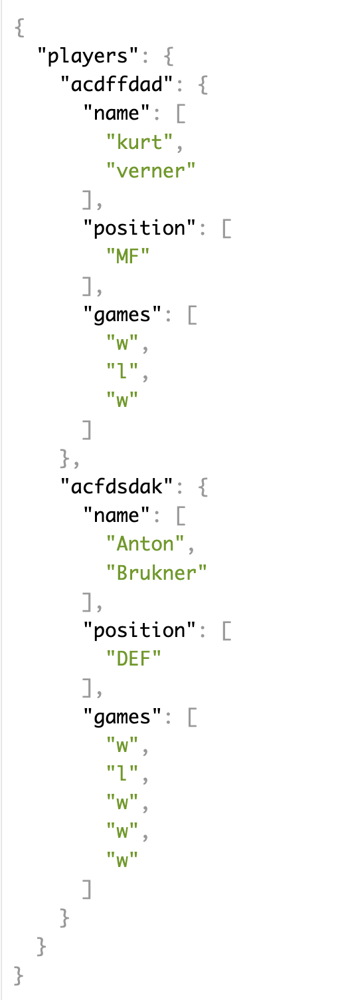 {
  "players": {
    "acdffdad": {
      "name": [
        "kurt",
        "verner"
      ],
      "position": [
        "MF"
      ],
      "games": [
        "w",
        "l",
        "w"
      ]
    },
    "acfdsdak": {
      "name": [
        "Anton",
        "Brukner"
      ],
      "position": [
        "DEF"
      ],
      "games": [
        "w",
        "l",
        "w",
        "w",
        "w"
      ]
    }
  }
}